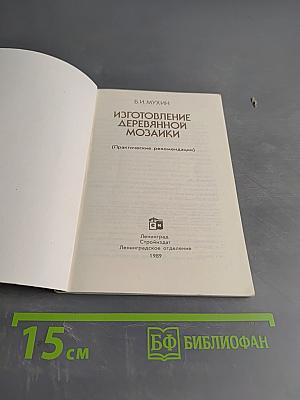 Б.И. МУХИН
ИЗГОТОВЛЕНИЕ
ДЕРЕВЯННОЙ
МОЗАИКИ
(Практические рекомендации)
Ленинград
Стройиздат
Ленинградское отделение
1989
15 см
БФ БИБЛИОФАН